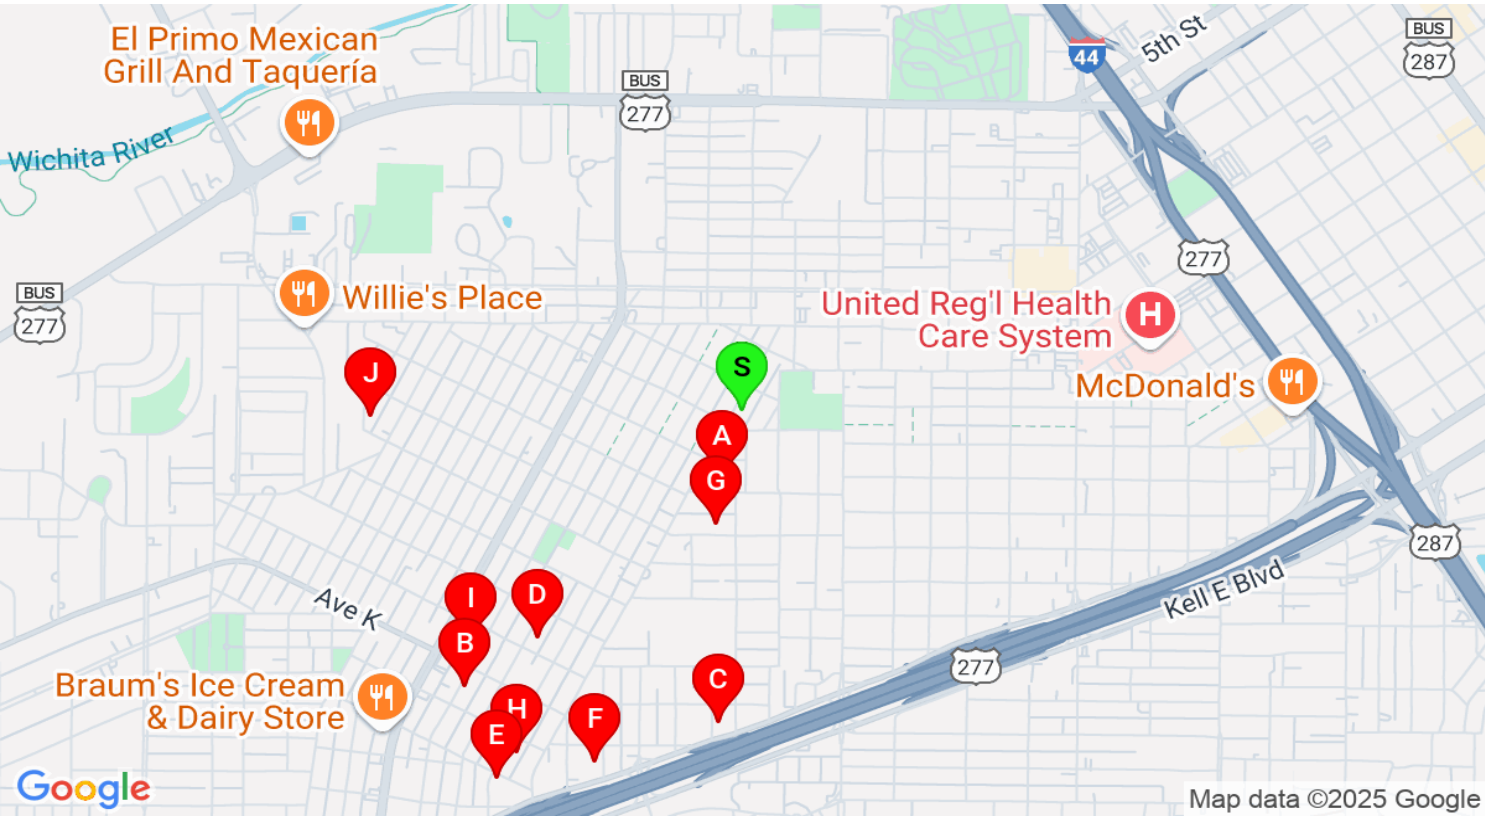 El Primo Mexican
Grill And Taquería
BUS
277
44
5th St
BUS
287
Wichita River
277
BUS
277
Willie's Place
United Reg'l Health
Care System
H
McDonald's
S
J
A
G
287
Kell E Blvd
Ave K
I
D
B
277
Braum's Ice Cream
& Dairy Store
C
H
F
E
Google
Map data ©2025 Google